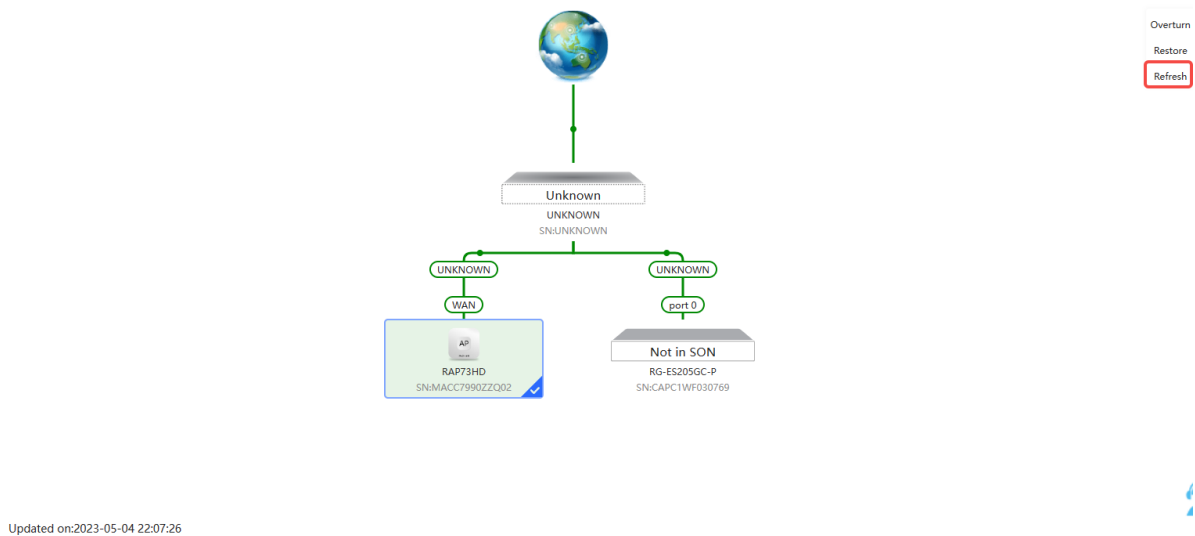 Overturn
Restore
Refresh
Unknown
UNKNOWN
SN:UNKNOWN
UNKNOWN
UNKNOWN
WAN
port 0
AP
Not in SON
RAP73HD
RG-ES205GC-P
SN:MACC7990ZZQ02
SN:CAPC1WF030769
Updated on:2023-05-04 22:07:26